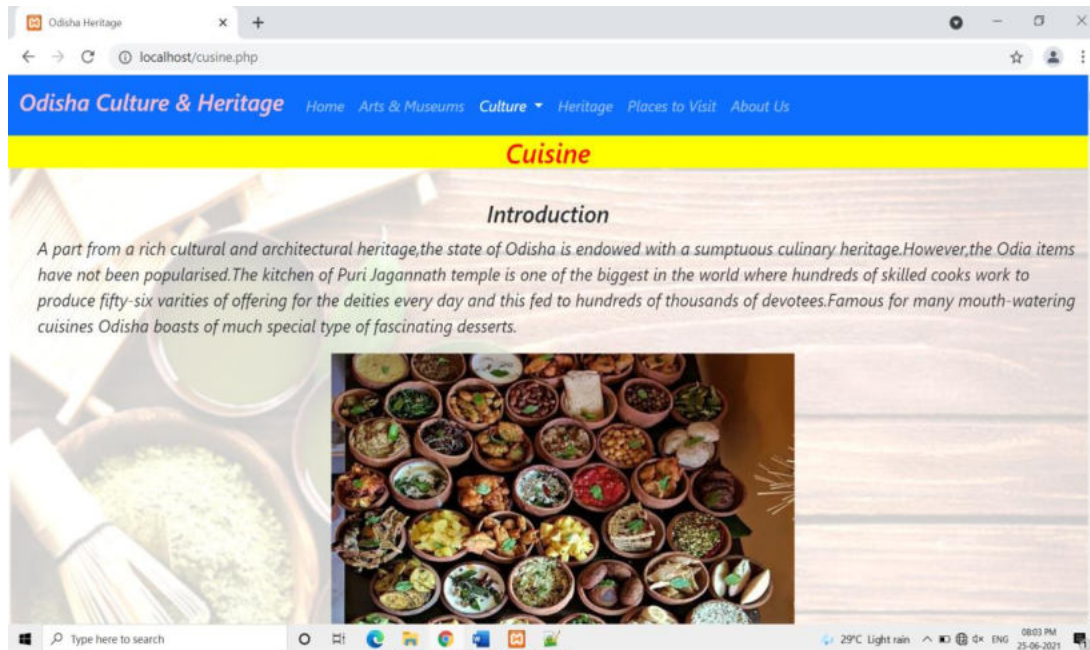 Odisha Heritage
localhost/cusine.php
Odisha Culture & Heritage Home Arts & Museums Culture Heritage Places to Visit About Us
Cuisine
Introduction
A part from a rich cultural and architectural heritage,the state of Odisha is endowed with a sumptuous culinary heritage.However,the Odia items
have not been popularised.The kitchen of Puri Jagannath temple is one of the biggest in the world where hundreds of skilled cooks work to
produce fifty-six varities of offering for the deities every day and this fed to hundreds of thousands of devotees.Famous for many mouth-watering
cuisines Odisha boasts of much special type of fascinating desserts.
Type here to search
29°C Light rain
ENG
08:03 PM
25-06-2021